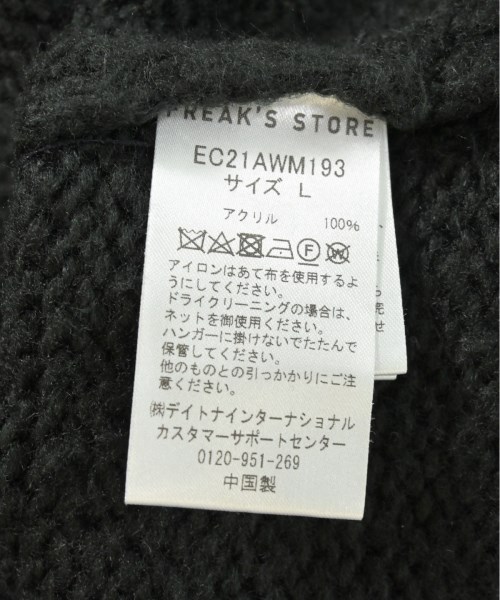 FREAK'S STORE
EC21AWM193
サイズ L
アクリル 100%
F W
アイロンはあて布を使用するよ
うにしてください。
ドライクリーニングの場合は、
ネットを御使用ください。
ハンガーに掛けないでたたんで
保管してください。
他のものとの引っかかりにご注
意ください。
㈱デイトナインターナショナル
カスタマーサポートセンター
0120-951-269
中国製